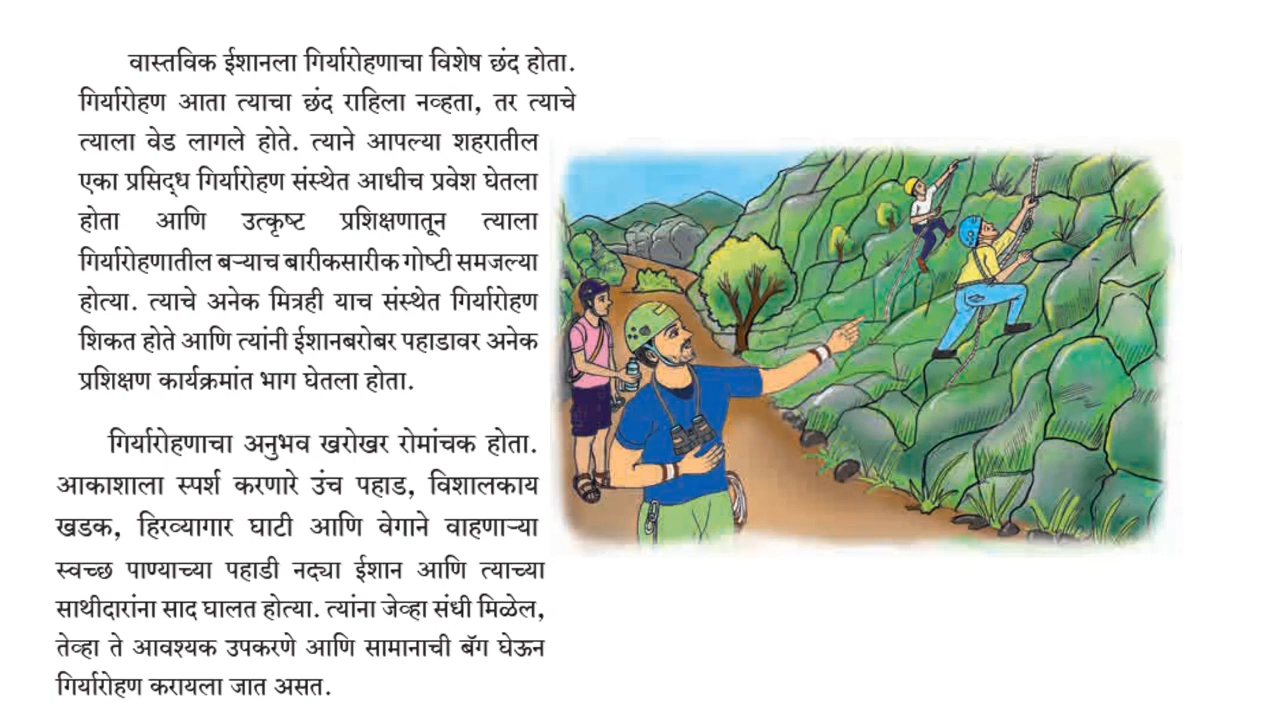 वास्तविक ईशानला गिर्यारोहणाचा विशेष छंद होता.
गिर्यारोहण आता त्याचा छंद राहिला नव्हता, तर त्याचे
त्याला वेड लागले होते. त्याने आपल्या शहरातील
एका प्रसिद्ध गिर्यारोहण संस्थेत आधीच प्रवेश घेतला
होता आणि उत्कृष्ट प्रशिक्षणातून त्याला
गिर्यारोहणातील बऱ्याच बारीकसारीक गोष्टी समजल्या
होत्या. त्याचे अनेक मित्रही याच संस्थेत गिर्यारोहण
शिकत होते आणि त्यांनी ईशानबरोबर पहाडावर अनेक
प्रशिक्षण कार्यक्रमांत भाग घेतला होता.
गिर्यारोहणाचा अनुभव खरोखर रोमांचक होता.
आकाशाला स्पर्श करणारे उंच पहाड, विशालकाय
खडक, हिरव्यागार घाटी आणि वेगाने वाहणाऱ्या
स्वच्छ पाण्याच्या पहाडी नद्या ईशान आणि त्याच्या
साथीदारांना साद घालत होत्या. त्यांना जेव्हा संधी मिळेल,
तेव्हा ते आवश्यक उपकरणे आणि सामानाची बॅग घेऊन
गिर्यारोहण करायला जात असत.